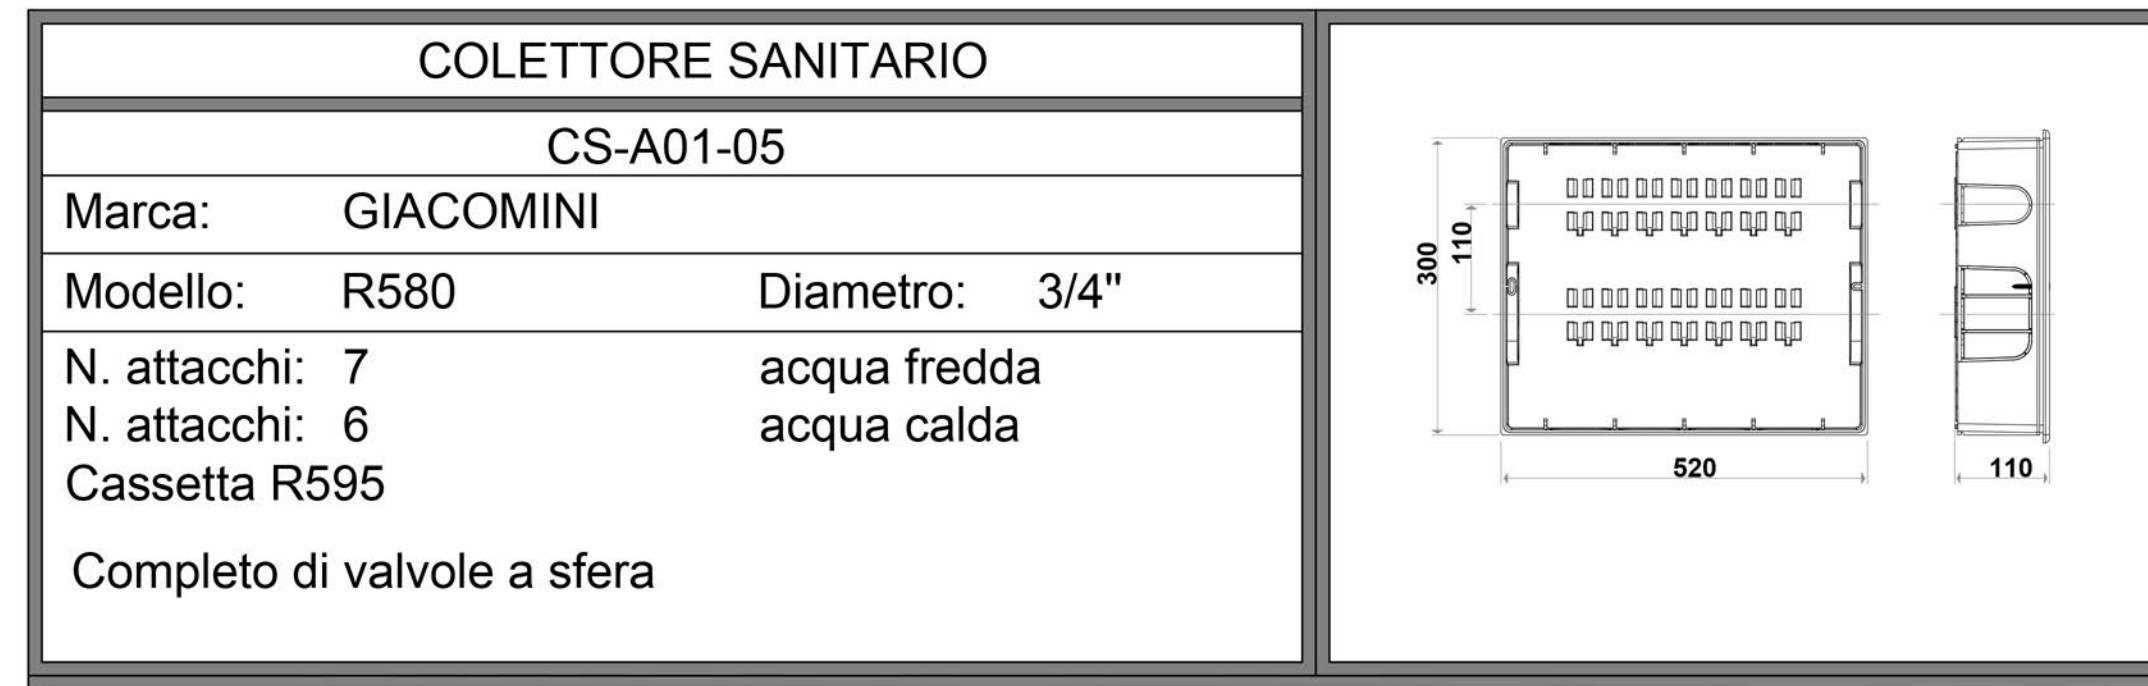 COLETTORE SANITARIO
CS-A01-05
Marca: GIACOMINI
Modello: R580 Diametro: 3/4"
N. attacchi: 7 acqua fredda
N. attacchi: 6 acqua calda
Cassetta R595
Completo di valvole a sfera
300
110
520
110